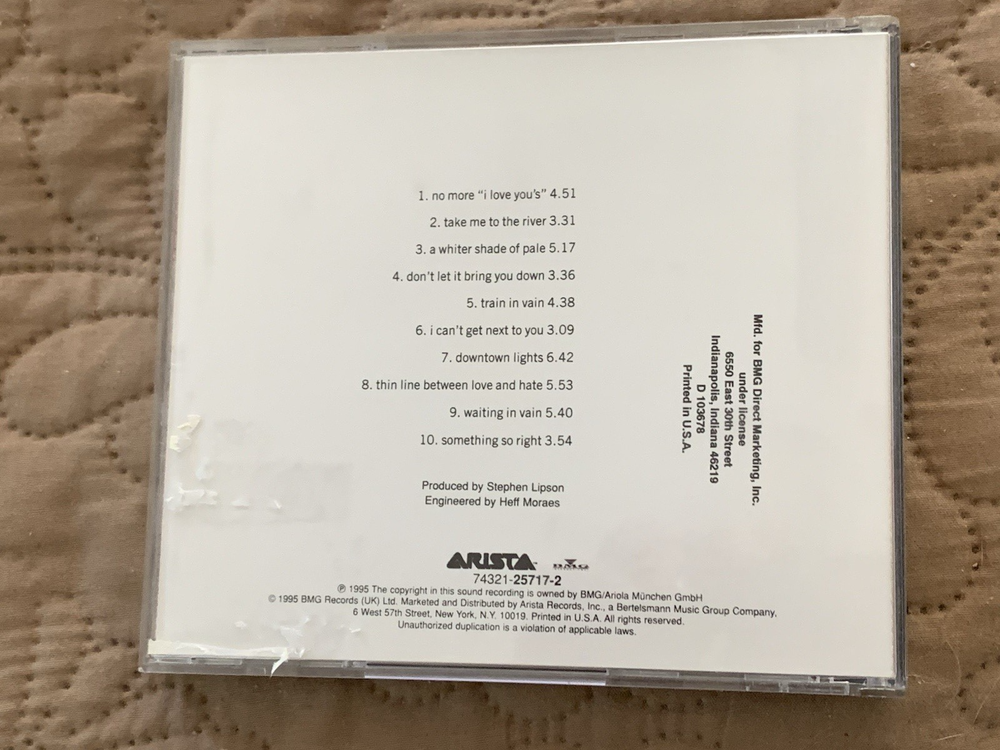 1. no more “i love you's” 4.51
2. take me to the river 3.31
3. a whiter shade of pale 5.17
4. don't let it bring you down 3.36
5. train in vain 4.38
6. i can't get next to you 3.09
7. downtown lights 6.42
8. thin line between love and hate 5.53
9. waiting in vain 5.40
10. something so right 3.54
Produced by Stephen Lipson
Engineered by Heff Moraes
ARISTA™ BMG
74321-25717-2
℗ 1995 The copyright in this sound recording is owned by BMG/Ariola München GmbH
© 1995 BMG Records (UK) Ltd. Marketed and Distributed by Arista Records, Inc., a Bertelsmann Music Group Company,
6 West 57th Street, New York, N.Y. 10019. Printed in U.S.A. All rights reserved.
Unauthorized duplication is a violation of applicable laws.
Mfd. for BMG Direct Marketing, Inc.
under license
6550 East 30th Street
Indianapolis, Indiana 46219
D 103678
Printed in U.S.A.